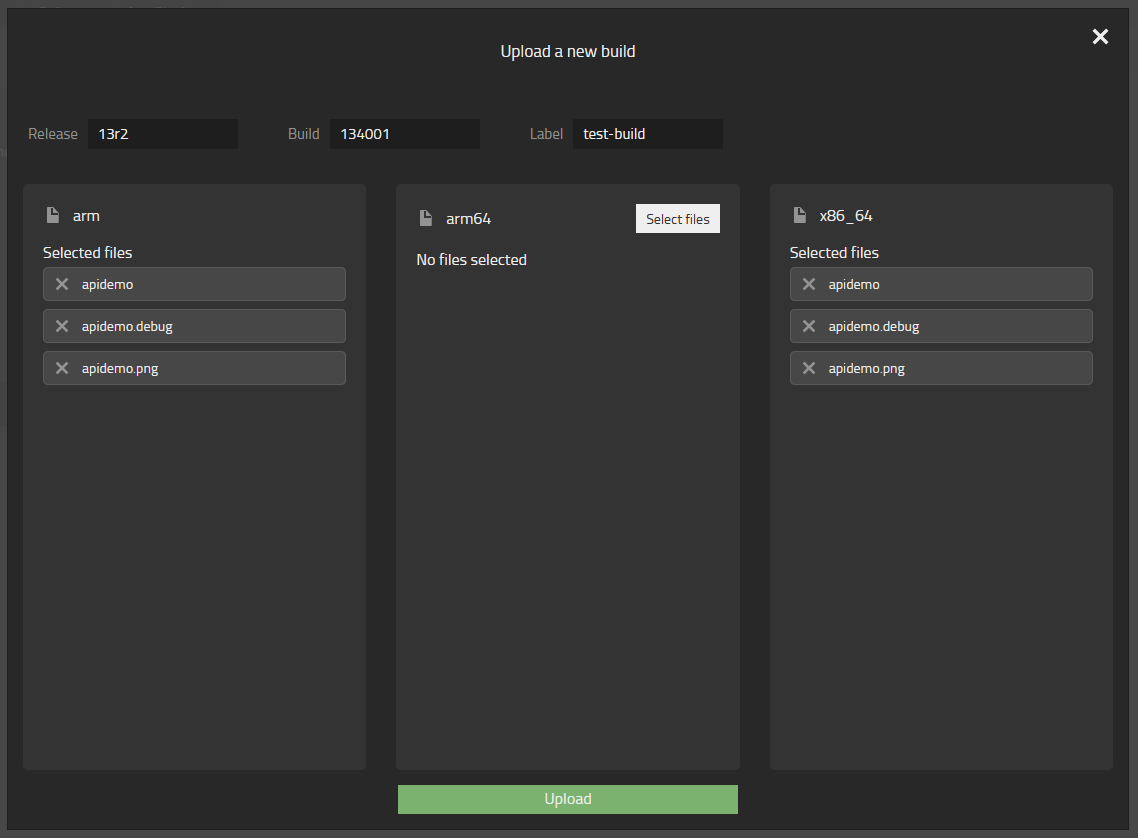 Upload a new build
Release 13r2 Build 134001 Label test-build
arm
Selected files
apidemo
apidemo.debug
apidemo.png
arm64 Select files
No files selected
x86_64
Selected files
apidemo
apidemo.debug
apidemo.png
Upload